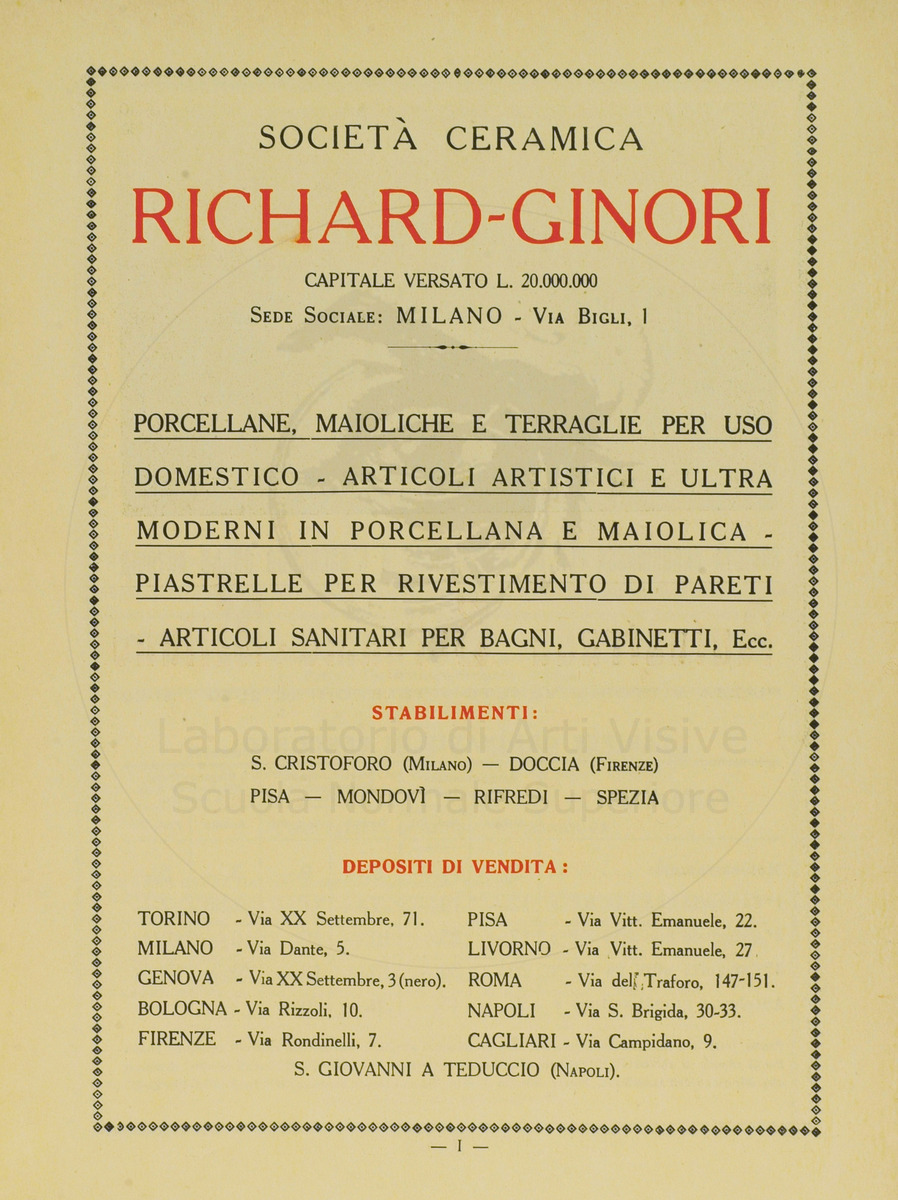 SOCIETÀ CERAMICA
RICHARD-GINORI
CAPITALE VERSATO L. 20.000.000
SEDE SOCIALE: MILANO - VIA BIGLI, 1
PORCELLANE, MAIOLICHE E TERRAGLIE PER USO
DOMESTICO - ARTICOLI ARTISTICI E ULTRA
MODERNI IN PORCELLANA E MAIOLICA -
PIASTRELLE PER RIVESTIMENTO DI PARETI
- ARTICOLI SANITARI PER BAGNI, GABINETTI, Ecc.
STABILIMENTI:
Laboratorio di Arti Visive
S. CRISTOFORO (MILANO) — DOCCIA (FIRENZE)
PISA — MONDOVÌ — RIFREDI — SPEZIA
Scuola Normale Superiore
DEPOSITI DI VENDITA:
TORINO - Via XX Settembre, 71.
MILANO - Via Dante, 5.
GENOVA - Via XX Settembre, 3 (nero).
BOLOGNA - Via Rizzoli, 10.
FIRENZE - Via Rondinelli, 7.
PISA - Via Vitt. Emanuele, 22.
LIVORNO - Via Vitt. Emanuele, 27.
ROMA - Via del Traforo, 147-151.
NAPOLI - Via S. Brigida, 30-33.
CAGLIARI - Via Campidano, 9.
S. GIOVANNI A TEDUCCIO (NAPOLI).
— I —